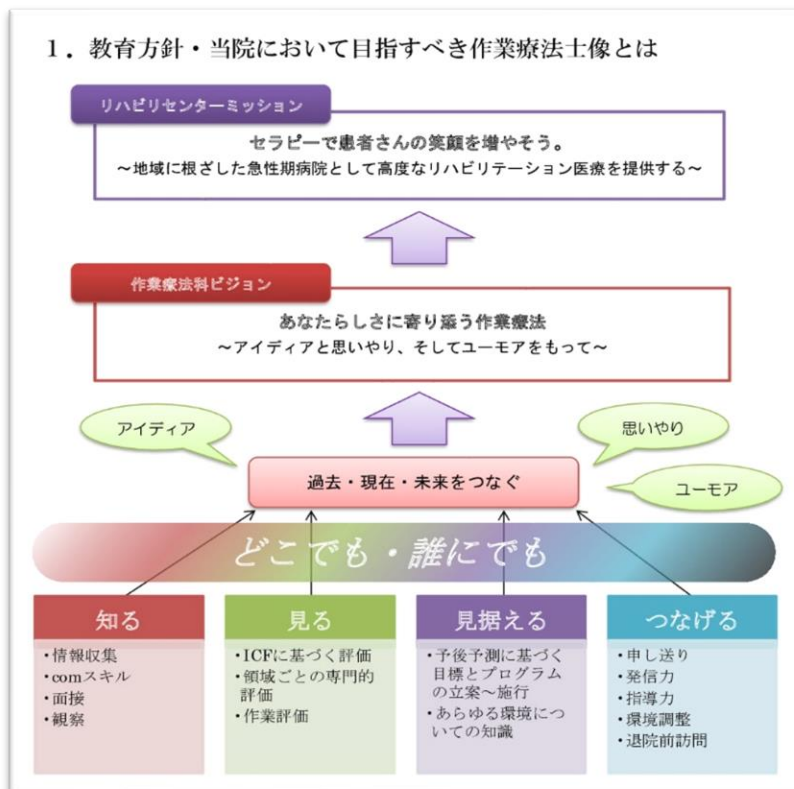 １．教育方針・当院において目指すべき作業療法士像とは
リハビリセンターミッション
セラピーで患者さんの笑顔を増やそう。
～地域に根ざした急性期病院として高度なリハビリテーション医療を提供する～
作業療法科ビジョン
あなたらしさに寄り添う作業療法
～アイディアと思いやり、そしてユーモアをもって～
アイディア
思いやり
過去・現在・未来をつなぐ
ユーモア
どこでも・誰にでも
知る
・情報収集
・comスキル
・面接
・観察
見る
・ICFに基づく評価
・領域ごとの専門的
評価
・作業評価
見据える
・予後予測に基づく
目標とプログラム
の立案～施行
・あらゆる環境につ
いての知識
つなげる
・申し送り
・発信力
・指導力
・環境調整
・退院前訪問